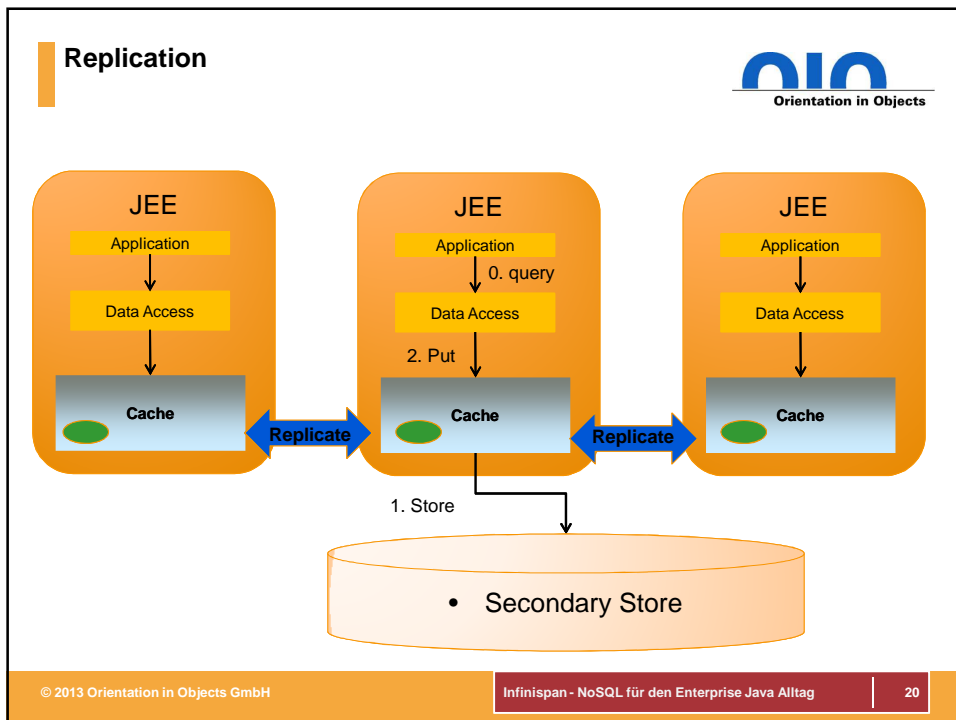 Replication
OIO
Orientation in Objects
JEE
Application
Data Access
Cache
Replicate
JEE
Application
0. query
Data Access
2. Put
Cache
Replicate
JEE
Application
Data Access
Cache
1. Store
• Secondary Store
© 2013 Orientation in Objects GmbH
Infinispan - NoSQL für den Enterprise Java Alltag
20